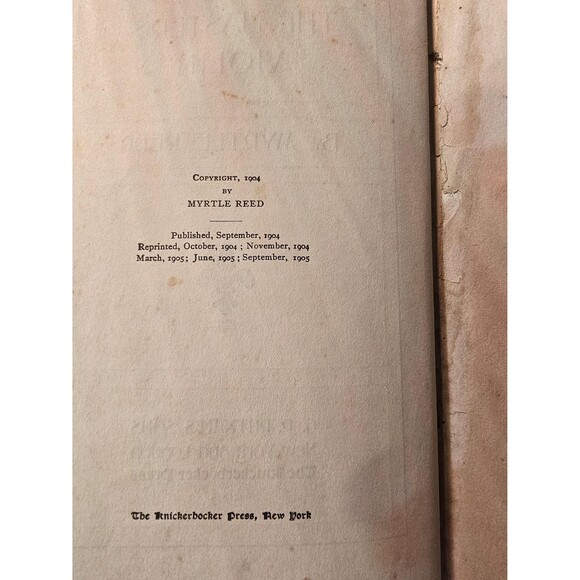 COPYRIGHT, 1904
BY
MYRTLE REED
Published, September, 1904
Reprinted, October, 1904; November, 1904
March, 1905; June, 1905; September, 1905
The Knickerbocker Press, New York